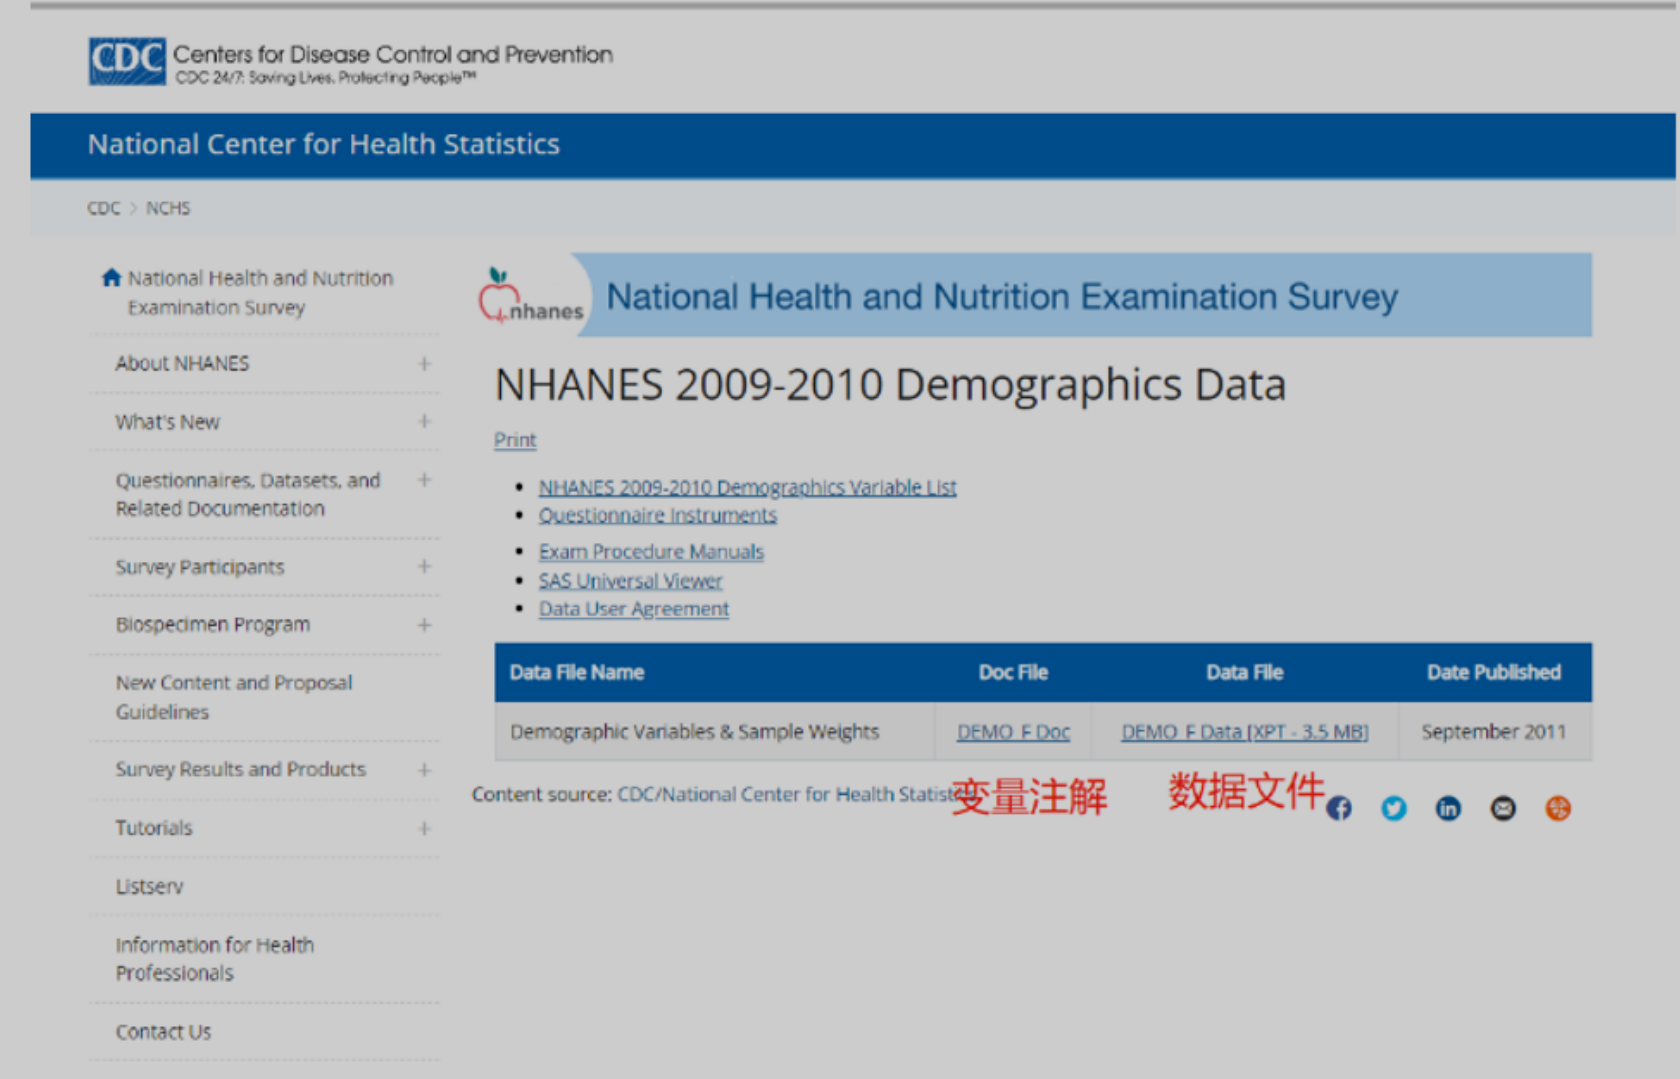 CDC Centers for Disease Control and Prevention
CDC 24/7: Saving Lives, Protecting People™
National Center for Health Statistics
CDC > NCHS
National Health and Nutrition
Examination Survey
About NHANES +
What's New +
Questionnaires, Datasets, and +
Related Documentation
Survey Participants +
Biospecimen Program +
New Content and Proposal
Guidelines
Survey Results and Products +
Tutorials +
Listserv
Information for Health
Professionals
Contact Us
nhanes National Health and Nutrition Examination Survey
NHANES 2009-2010 Demographics Data
Print
• NHANES 2009-2010 Demographics Variable List
• Questionnaire Instruments
• Exam Procedure Manuals
• SAS Universal Viewer
• Data User Agreement
Data File Name Doc File Data File Date Published
Demographic Variables & Sample Weights DEMO_F Doc DEMO_F Data [XPT - 3.5 MB] September 2011
Content source: CDC/National Center for Health Statistics
变量注解 数据文件